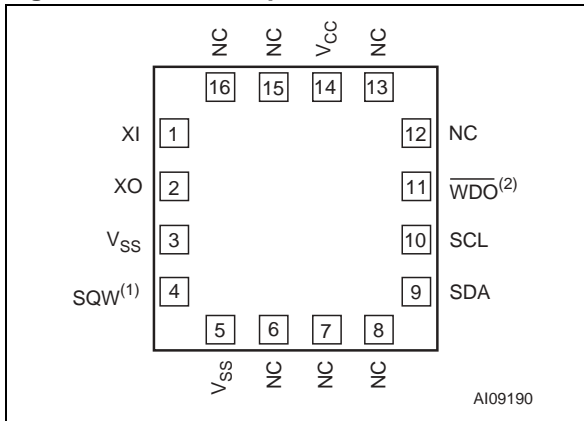 NC NC VCC NC
16 15 14 13
XI 1 12 NC
XO 2 11 WDO(2)
VSS 3 10 SCL
SQW(1) 4 9 SDA
5 6 7 8
VSS NC NC NC
AI09190